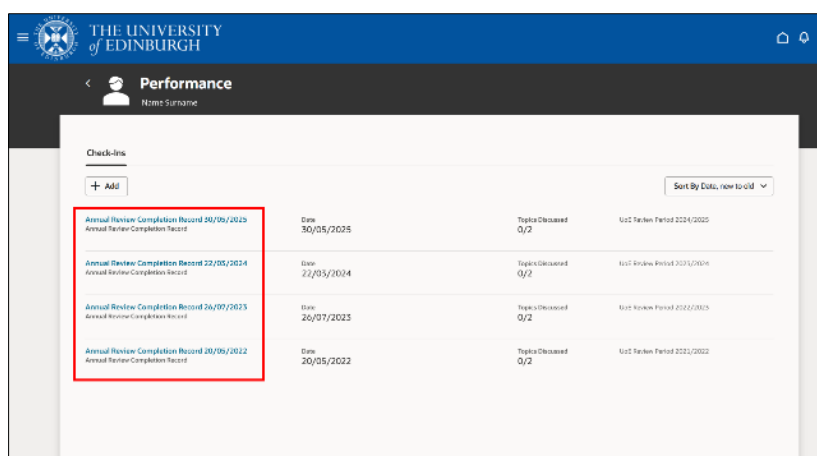 THE UNIVERSITY
of EDINBURGH
Performance
Name Surname
Check-Ins
+ Add
Sort By Date, new to old
Annual Review Completion Record 30/05/2025
Annual Review Completion Record
Date
30/05/2025
Topics Discussed
0/2
UoE Review Period 2024/2025
Annual Review Completion Record 22/03/2024
Annual Review Completion Record
Date
22/03/2024
Topics Discussed
0/2
UoE Review Period 2023/2024
Annual Review Completion Record 26/07/2023
Annual Review Completion Record
Date
26/07/2023
Topics Discussed
0/2
UoE Review Period 2022/2023
Annual Review Completion Record 20/05/2022
Annual Review Completion Record
Date
20/05/2022
Topics Discussed
0/2
UoE Review Period 2021/2022